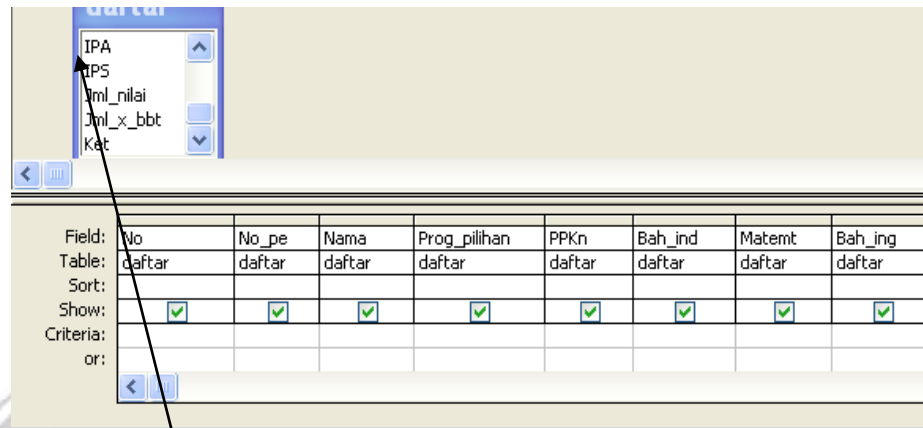 daftar
IPA
IPS
Jml_nilai
Jml_x_bbt
Ket
Field: No No_pe Nama Prog_pilihan PPKn Bah_ind Matemt Bah_ing
Table: daftar daftar daftar daftar daftar daftar daftar daftar
Sort:
Show:
Criteria:
or: